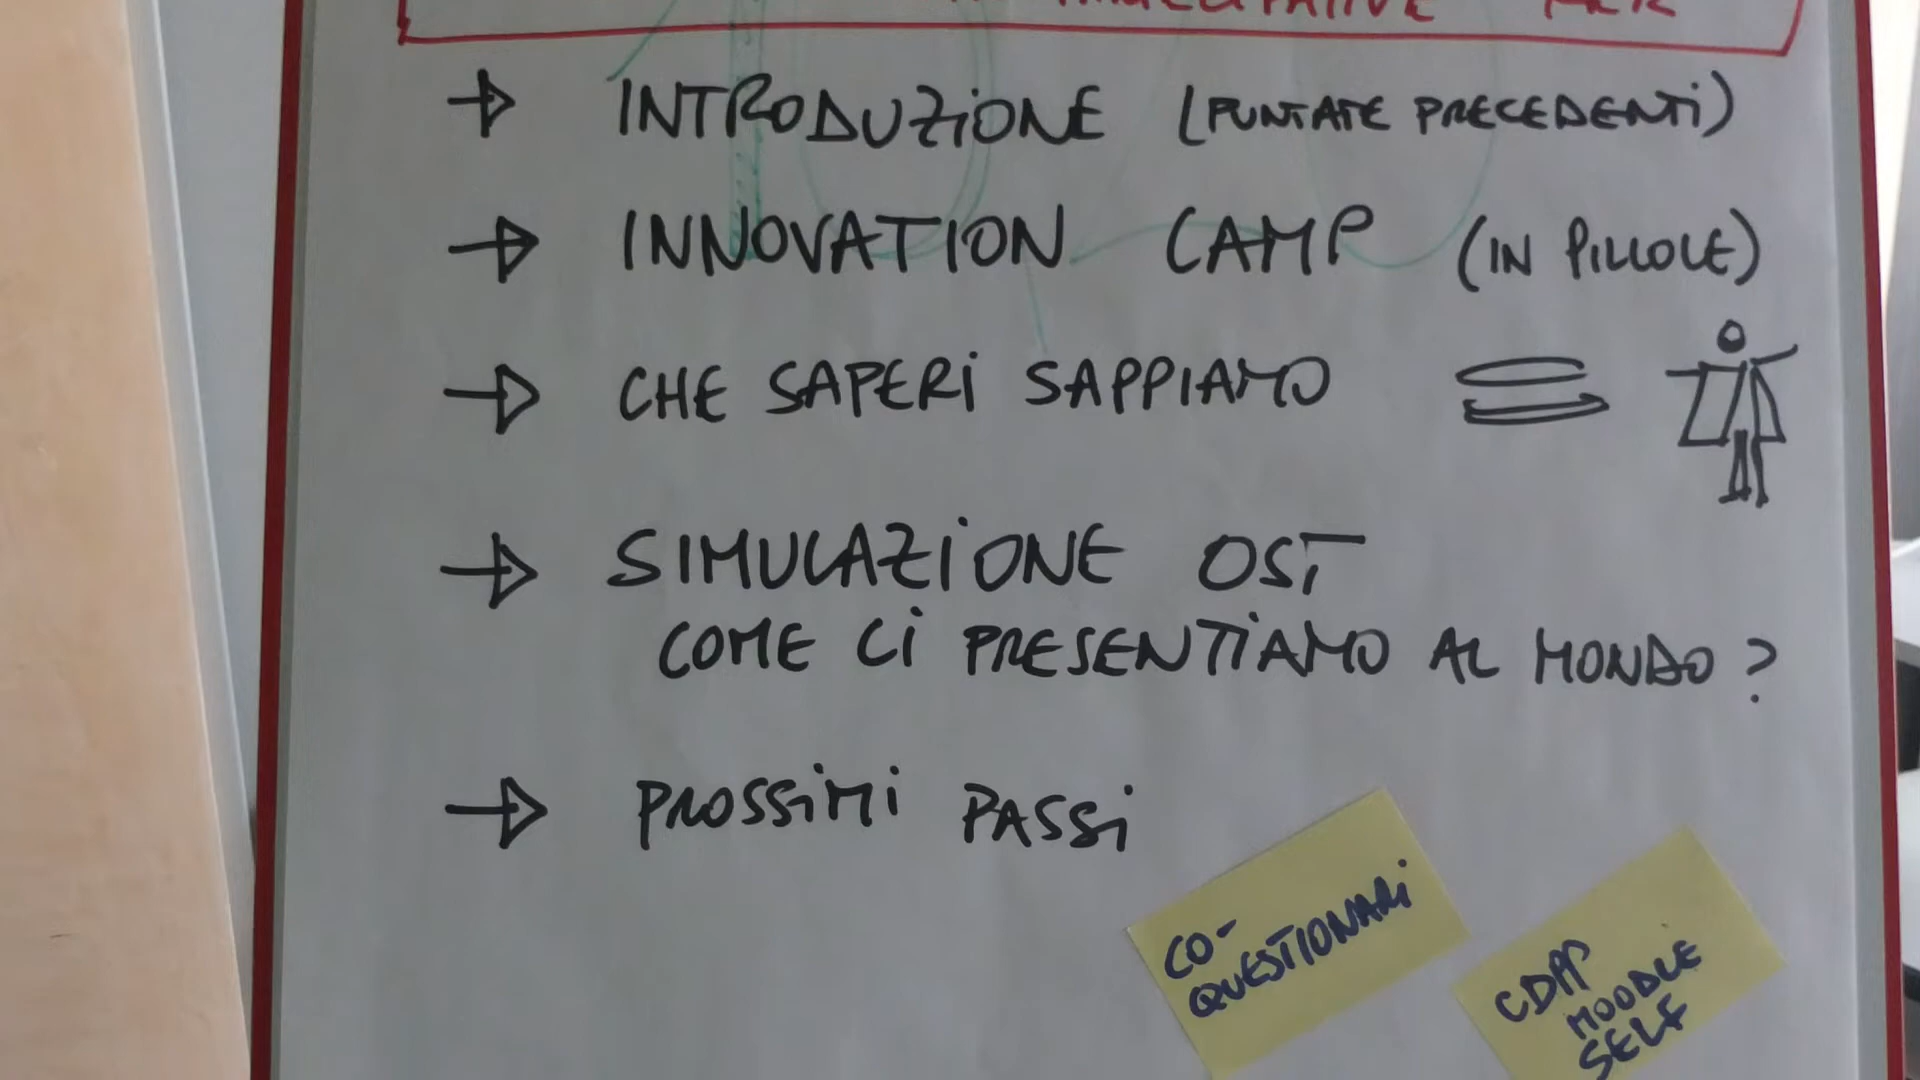 INTRODUZIONE (PUNTATE PRECEDENTI)
INNOVATION CAMP (IN PILLOLE)
CHE SAPERI SAPPIAMO
SIMULAZIONE OST
COME CI PRESENTIAMO AL MONDO?
PROSSIMI PASSI
CO-
QUESTIONARI
CDPP
MOODLE
SELF